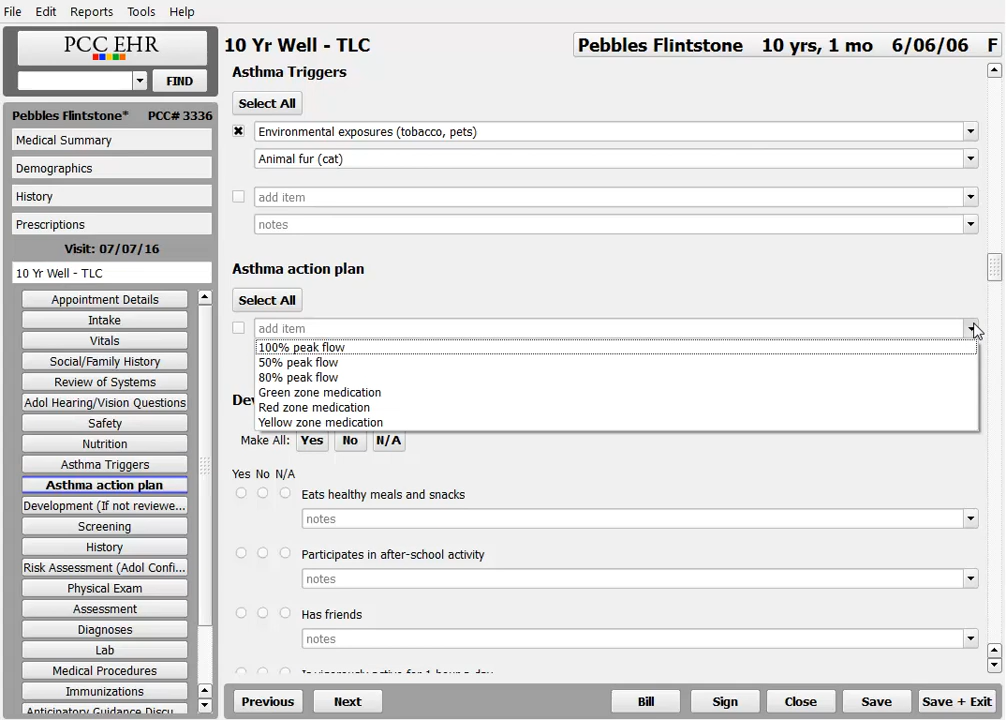 File Edit Reports Tools Help
PCC EHR
FIND
Pebbles Flintstone* PCC# 3336
Medical Summary
Demographics
History
Prescriptions
Visit: 07/07/16
10 Yr Well - TLC
Appointment Details
Intake
Vitals
Social/Family History
Review of Systems
Adol Hearing/Vision Questions
Safety
Nutrition
Asthma Triggers
Asthma action plan
Development (If not reviewe...
Screening
History
Risk Assessment (Adol Confi...
Physical Exam
Assessment
Diagnoses
Lab
Medical Procedures
Immunizations
Anticipatory Guidance Discu...
10 Yr Well - TLC
Pebbles Flintstone 10 yrs, 1 mo 6/06/06 F
Asthma Triggers
Select All
Environmental exposures (tobacco, pets)
Animal fur (cat)
add item
notes
Asthma action plan
Select All
add item
100% peak flow
50% peak flow
80% peak flow
Green zone medication
Red zone medication
Yellow zone medication
Make All: Yes No N/A
Yes No N/A
Eats healthy meals and snacks
notes
Participates in after-school activity
notes
Has friends
notes
Is vigorously active for 1 hour a day
Previous Next Bill Sign Close Save Save + Exit